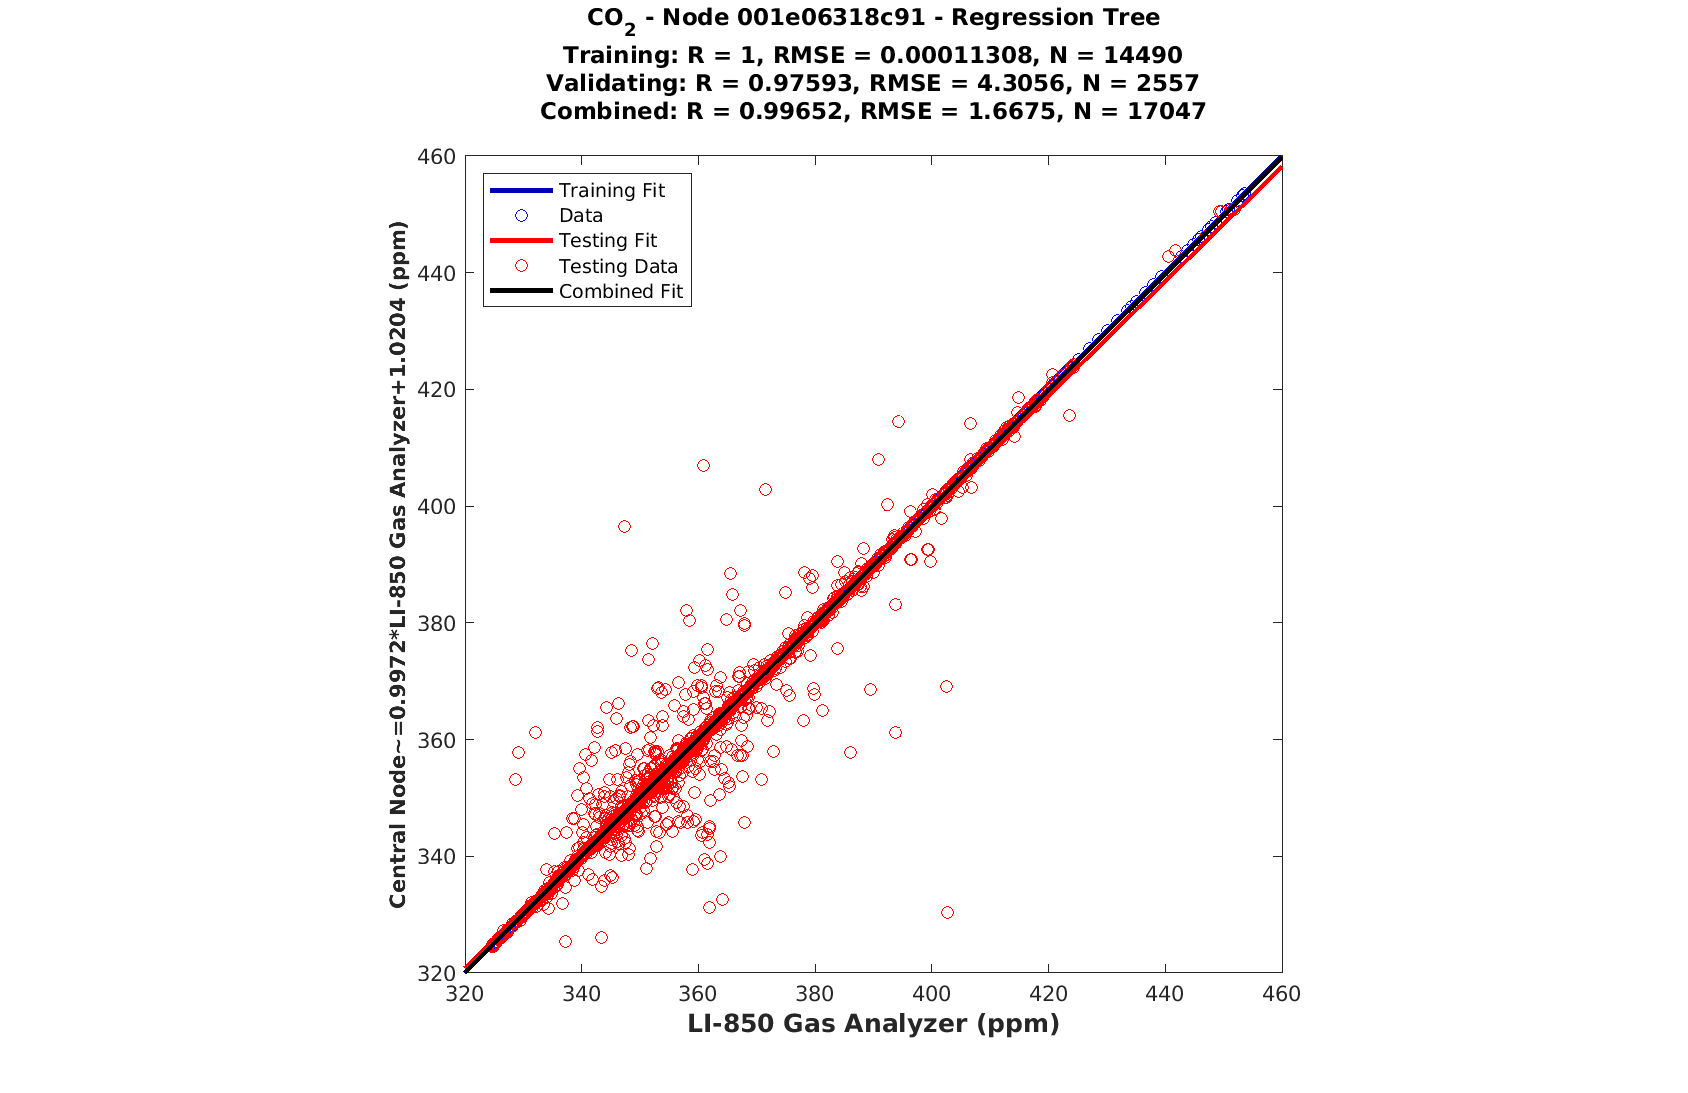 CO2 - Node 001e06318c91 - Regression Tree
Training: R = 1, RMSE = 0.00011308, N = 14490
Validating: R = 0.97593, RMSE = 4.3056, N = 2557
Combined: R = 0.99652, RMSE = 1.6675, N = 17047
Training Fit
Data
Testing Fit
Testing Data
Combined Fit
460
440
420
400
380
360
340
320
Central Node~=0.9972*LI-850 Gas Analyzer+1.0204 (ppm)
320 340 360 380 400 420 440 460
LI-850 Gas Analyzer (ppm)